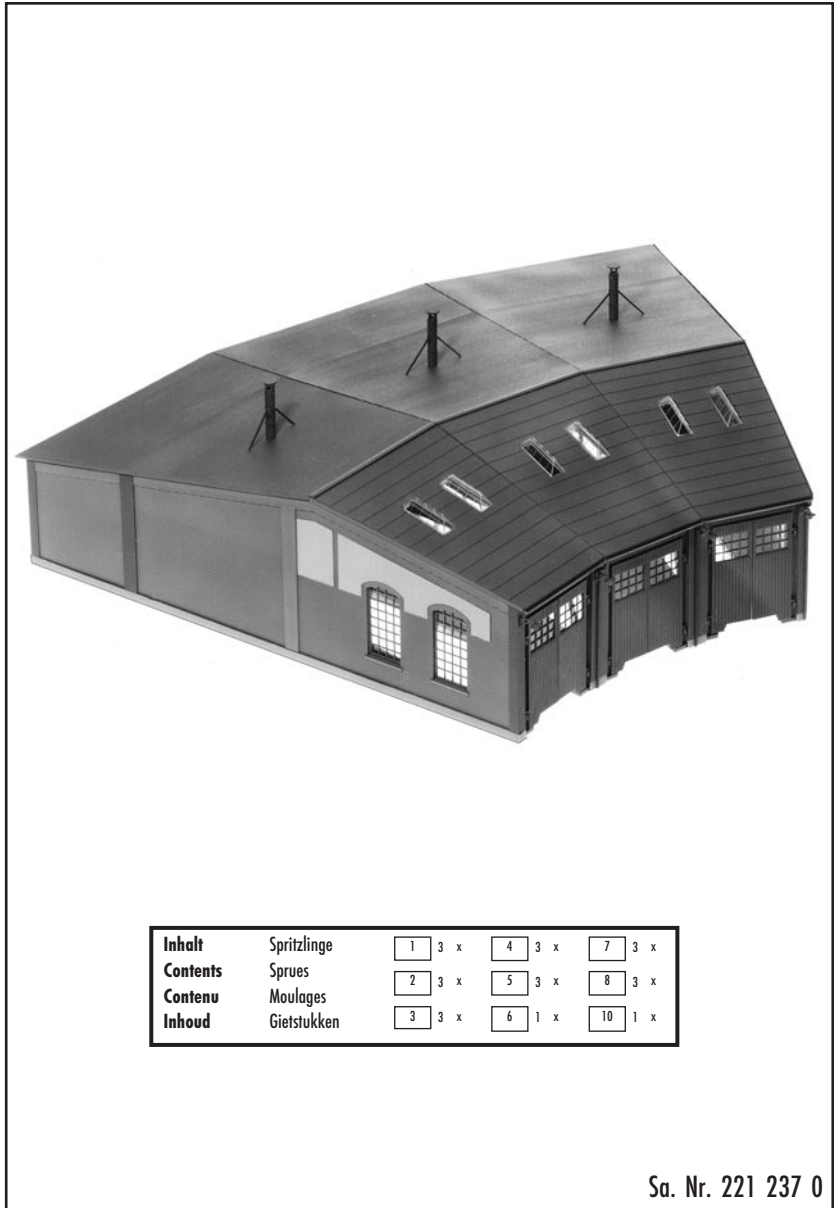 Inhalt Spritzlinge 1 3 x 4 3 x 7 3 x
Contents Sprues 2 3 x 5 3 x 8 3 x
Contenu Moulages
Inhoud Gietstukken 3 3 x 6 1 x 10 1 x
Sa. Nr. 221 237 0